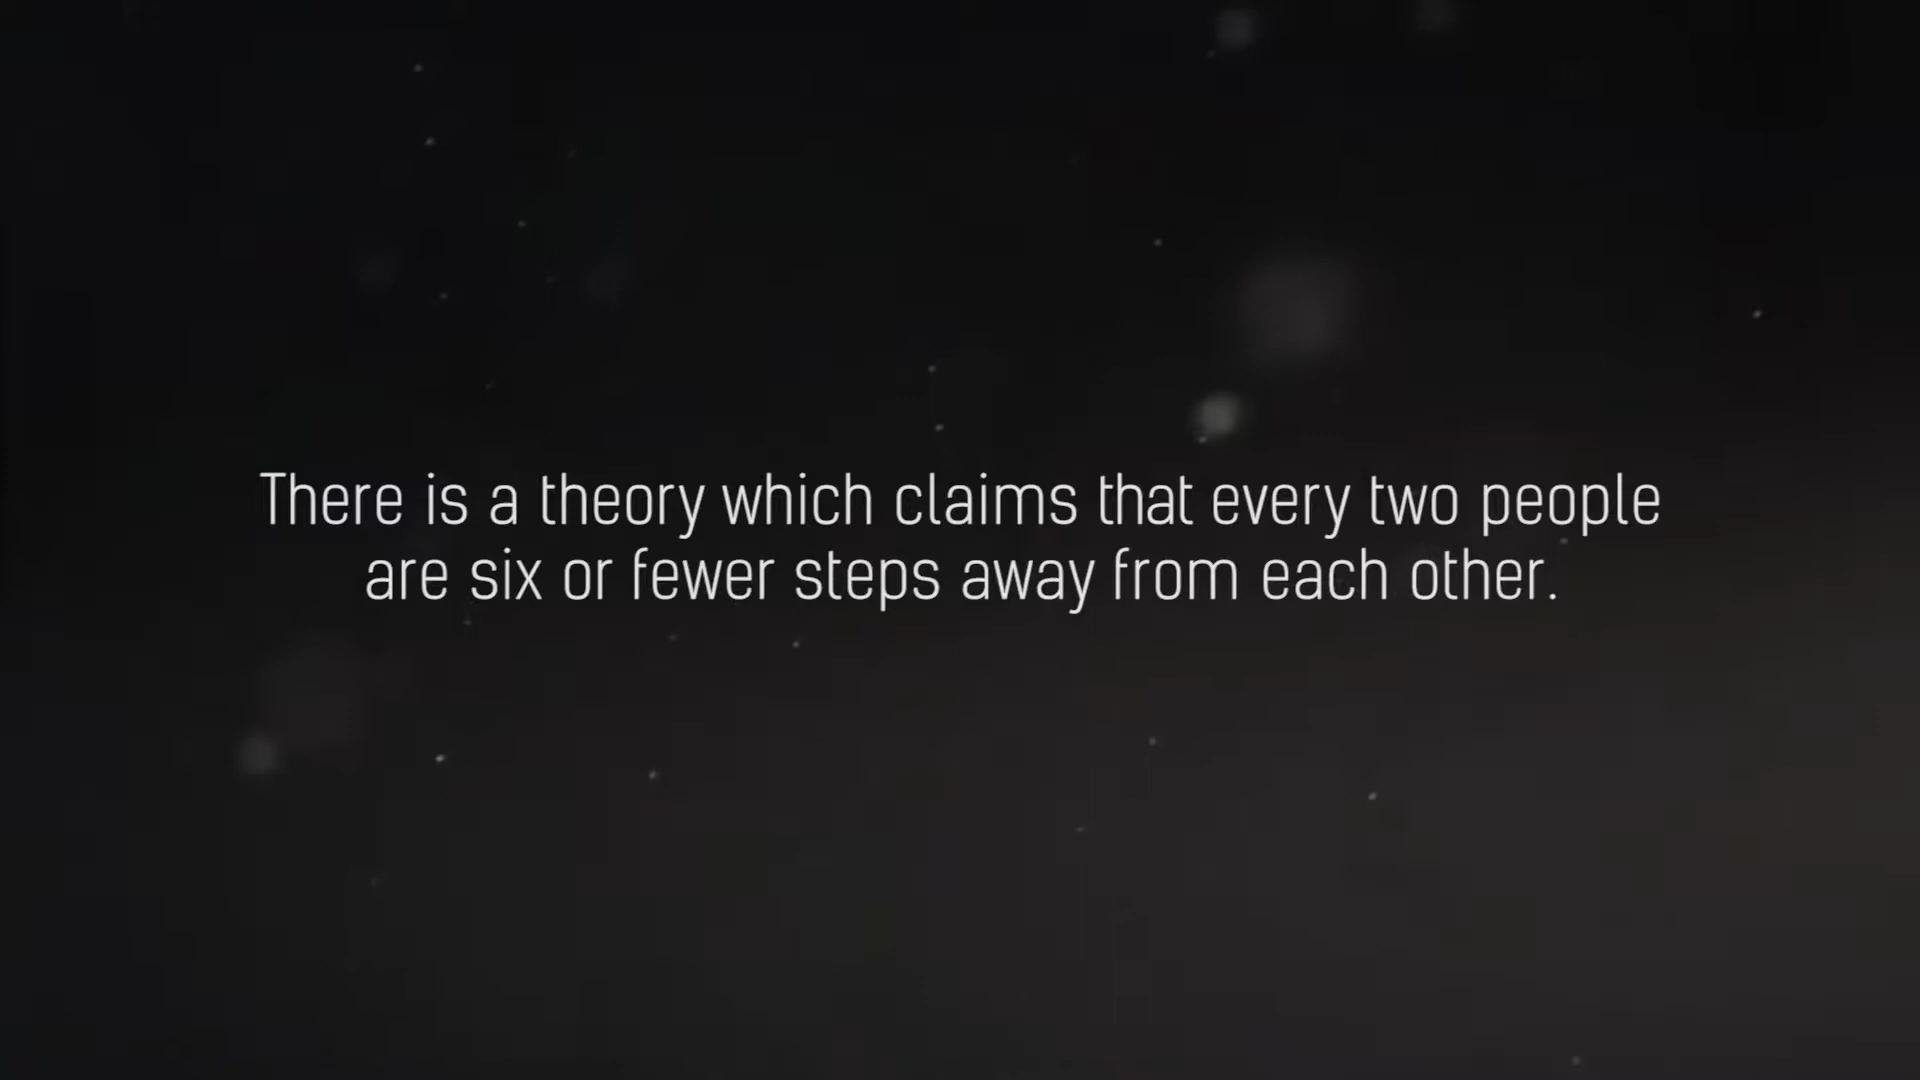 There is a theory which claims that every two people
are six or fewer steps away from each other.